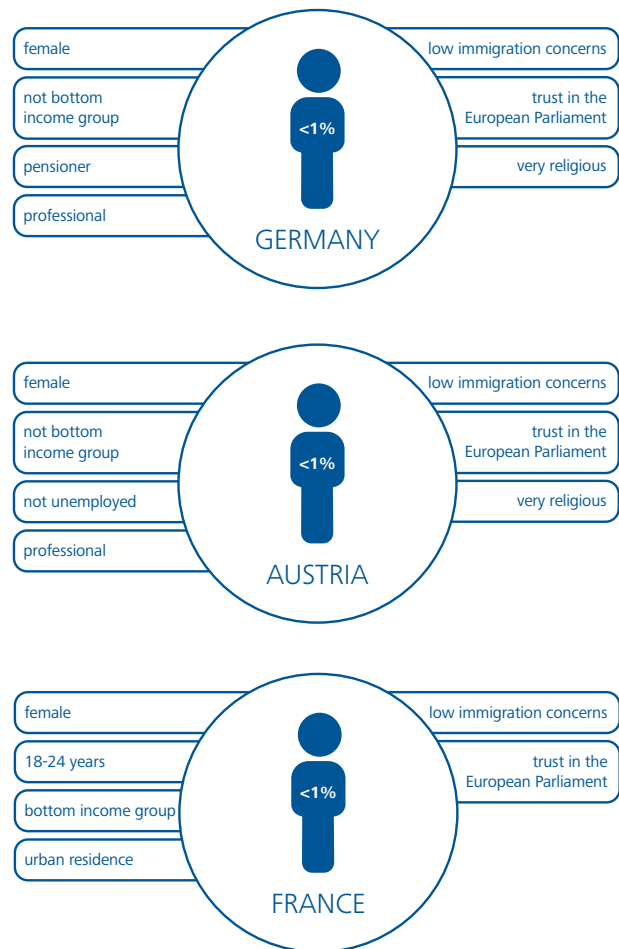 female
low immigration concerns
not bottom
income group
trust in the
European Parliament
<1%
pensioner
very religious
professional
GERMANY
female
low immigration concerns
not bottom
income group
trust in the
European Parliament
<1%
not unemployed
very religious
professional
AUSTRIA
female
low immigration concerns
18-24 years
trust in the
European Parliament
<1%
bottom income group
urban residence
FRANCE